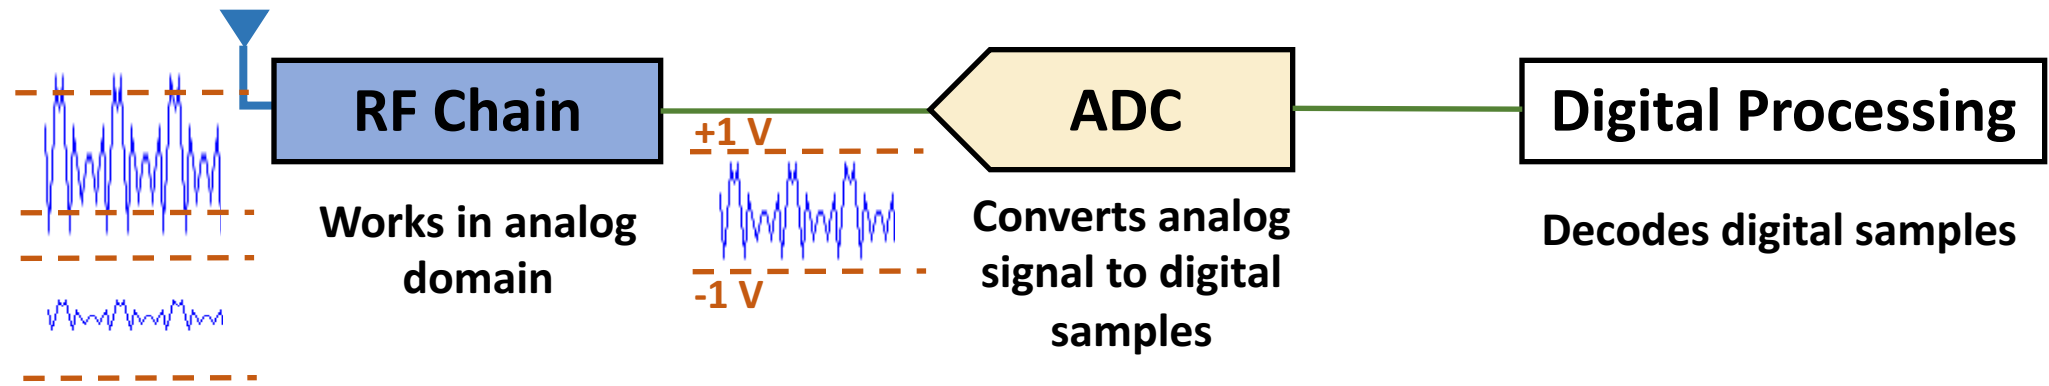 RF Chain
ADC
Digital Processing
+1 V
-1 V
Works in analog
domain
Converts analog
signal to digital
samples
Decodes digital samples